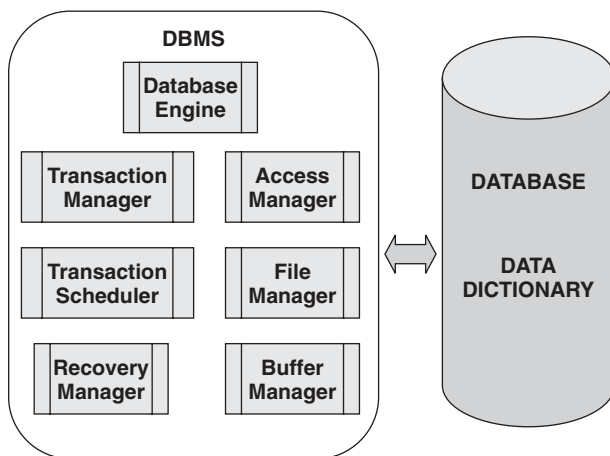 DBMS
Database
Engine
Transaction
Manager
Access
Manager
Transaction
Scheduler
File
Manager
Recovery
Manager
Buffer
Manager
DATABASE
DATA
DICTIONARY